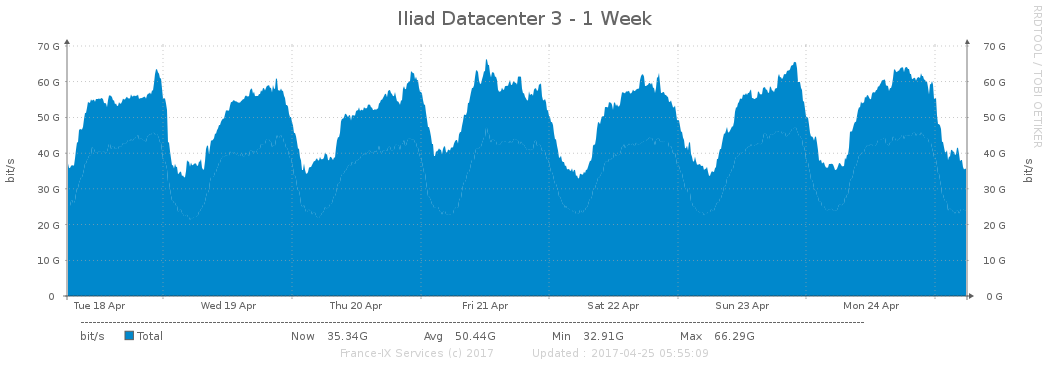 Iliad Datacenter 3 - 1 Week
RRDTOOL / TOBI OETIKER
bit/s
70 G 70 G
60 G 60 G
50 G 50 G
40 G 40 G
30 G 30 G
20 G 20 G
10 G 10 G
0 0 G
bit/s
Tue 18 Apr Wed 19 Apr Thu 20 Apr Fri 21 Apr Sat 22 Apr Sun 23 Apr Mon 24 Apr
bit/s Total Now 35.34G Avg 50.44G Min 32.91G Max 66.29G
France-IX Services (c) 2017 Updated : 2017-04-25 05:55:09